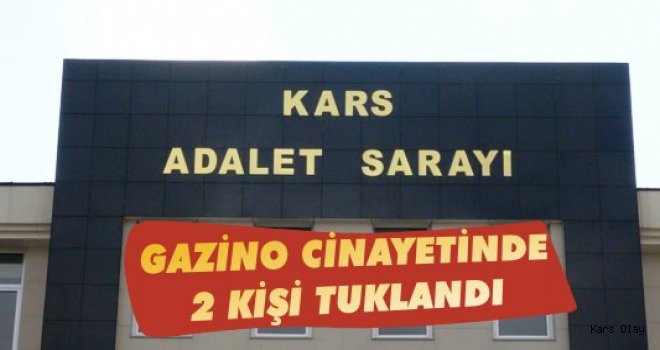 KARS
ADALET SARAYI
GAZİNO CİNAYETİNDE
2 KİŞİ TUKLANDI
Kars Olay